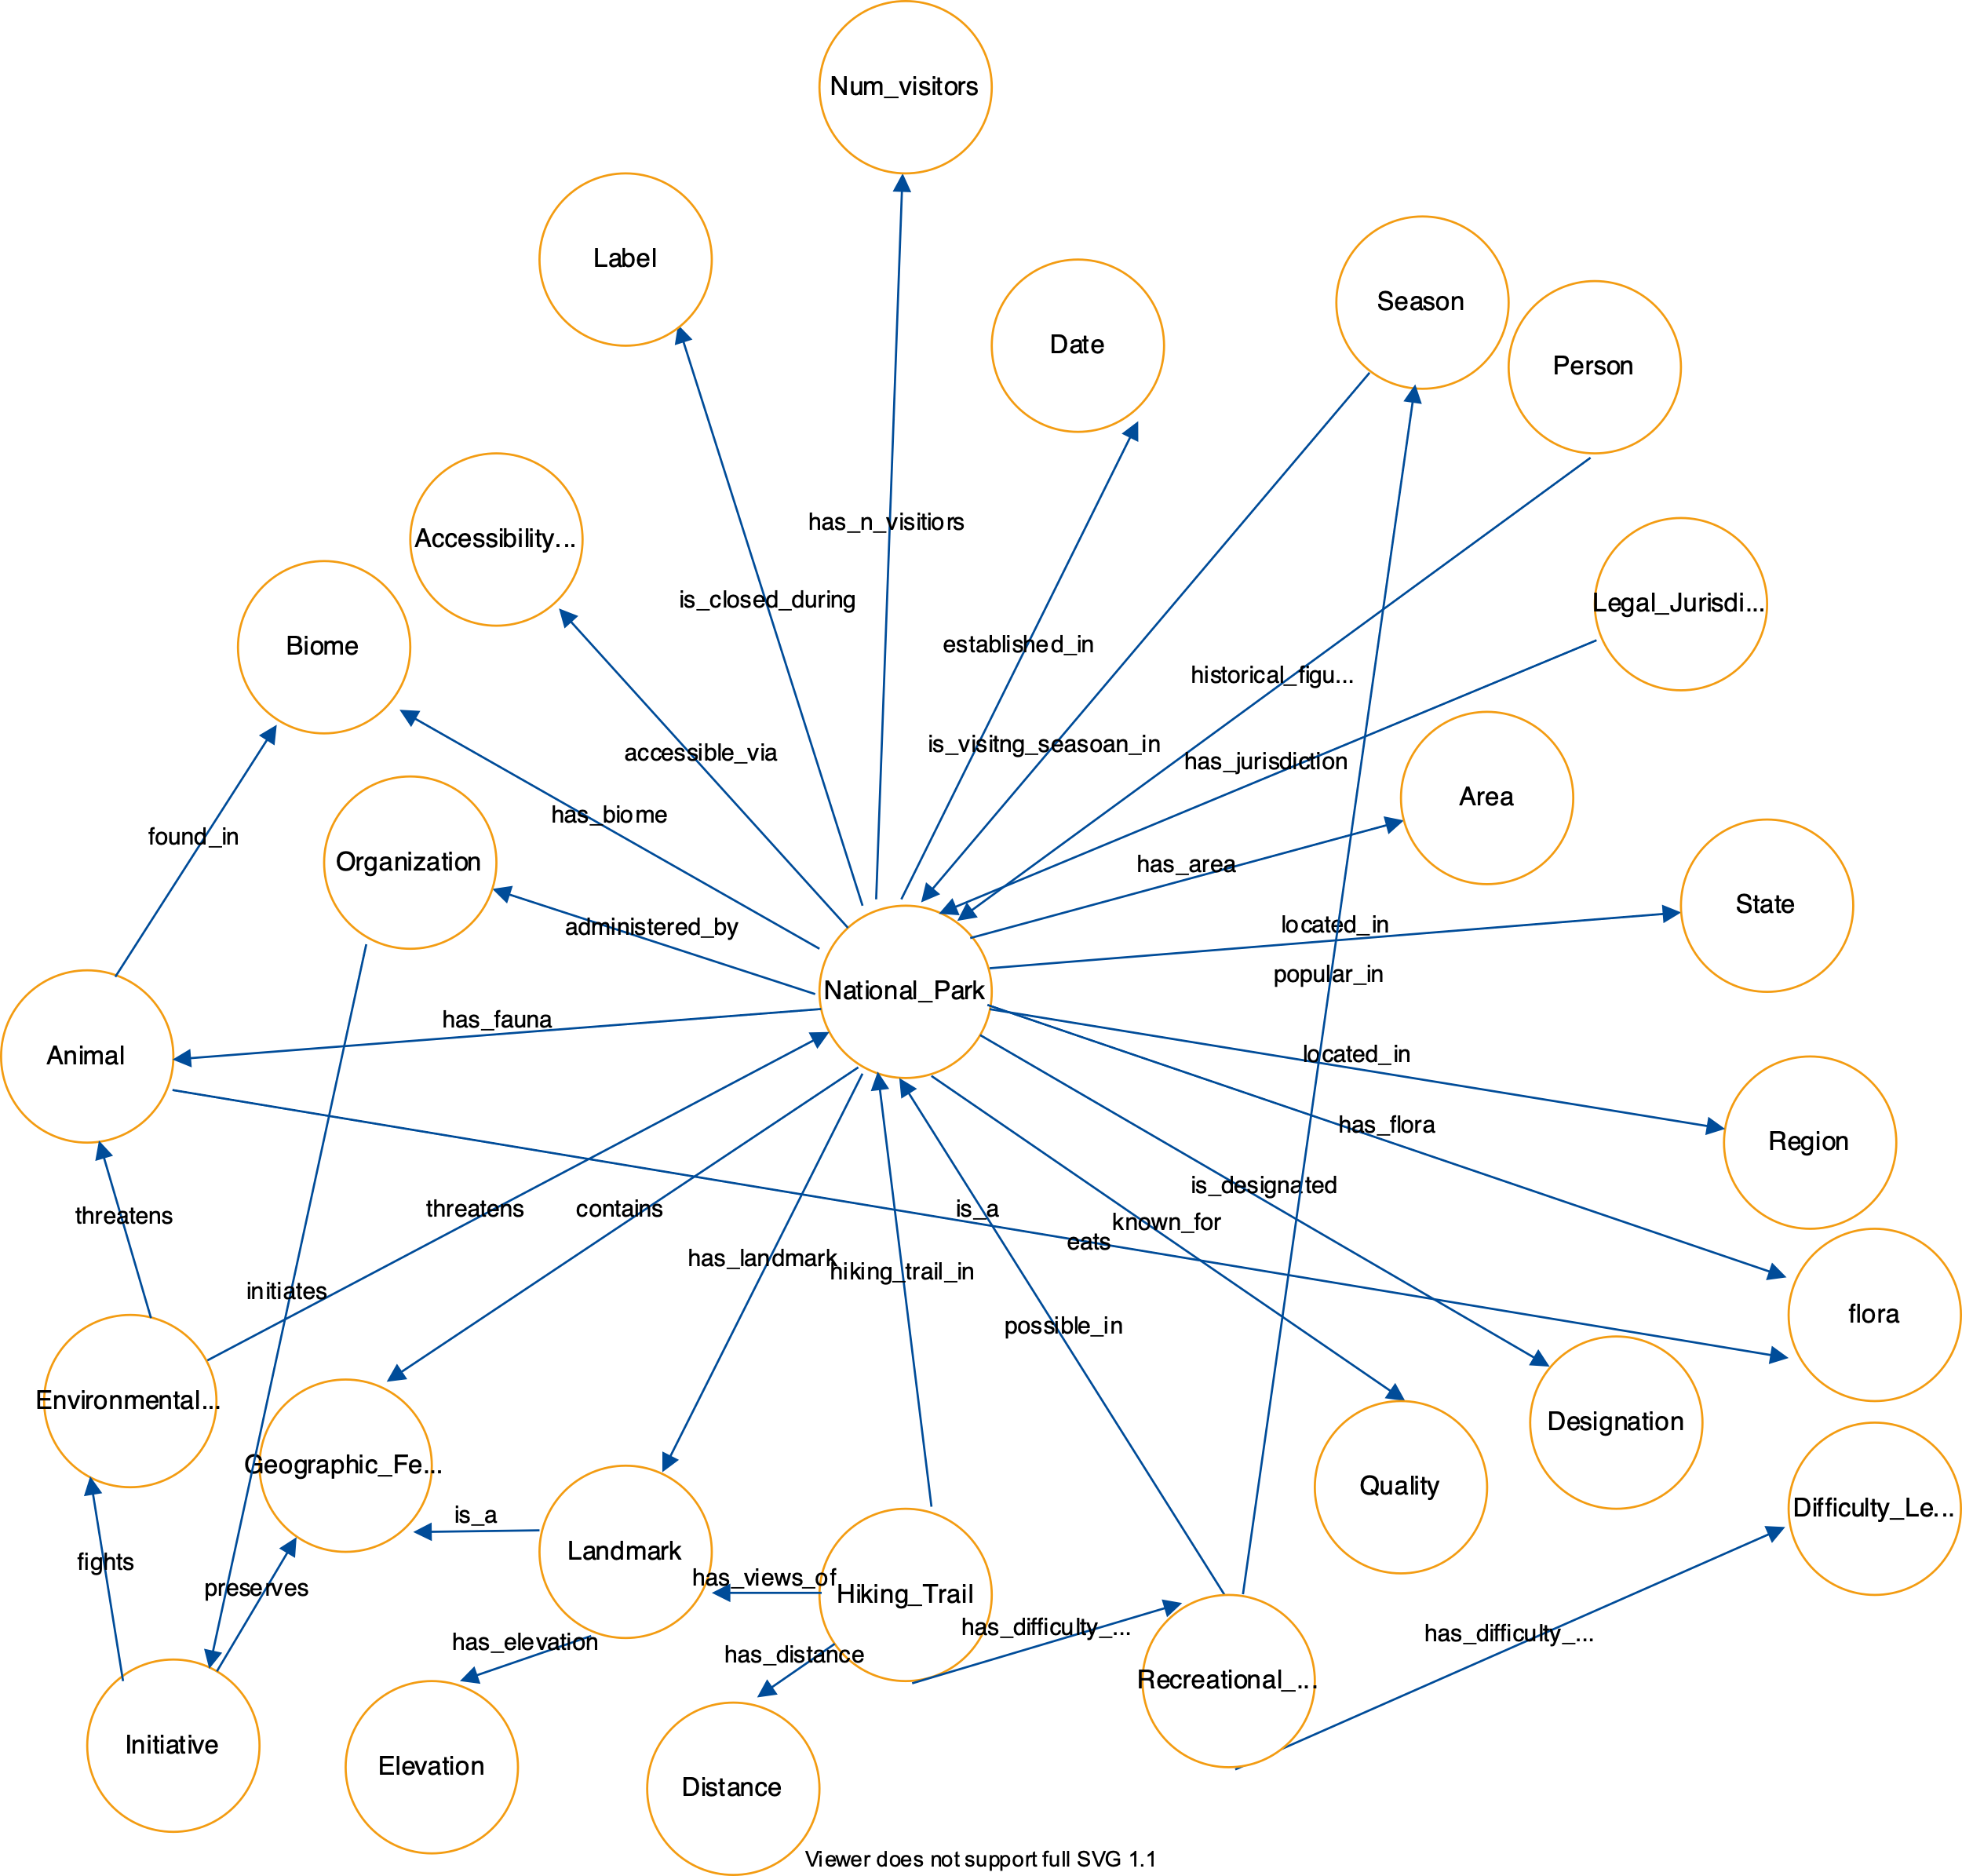 Num_visitors
Label
Season
Date
Person
has_n_visitiors
Accessibility...
is_closed_during
Legal_Jurisdi...
Biome
established_in
historical_figu...
accessible_via
is_visitng_seasoan_in
has_jurisdiction
Area
has_biome
found_in
Organization
has_area
State
administered_by
located_in
popular_in
National_Park
has_fauna
Animal
located_in
Region
has_flora
is_designated
threatens
threatens
contains
is_a
known_for
eats
has_landmark
hiking_trail_in
initiates
possible_in
flora
Environmental...
Designation
Geographic_Fe...
Quality
Difficulty_Le...
is_a
Landmark
fights
preserves
has_views_of
Hiking_Trail
has_difficulty_...
has_difficulty_...
has_elevation
has_distance
Recreational_...
Initiative
Elevation
Distance
Viewer does not support full SVG 1.1